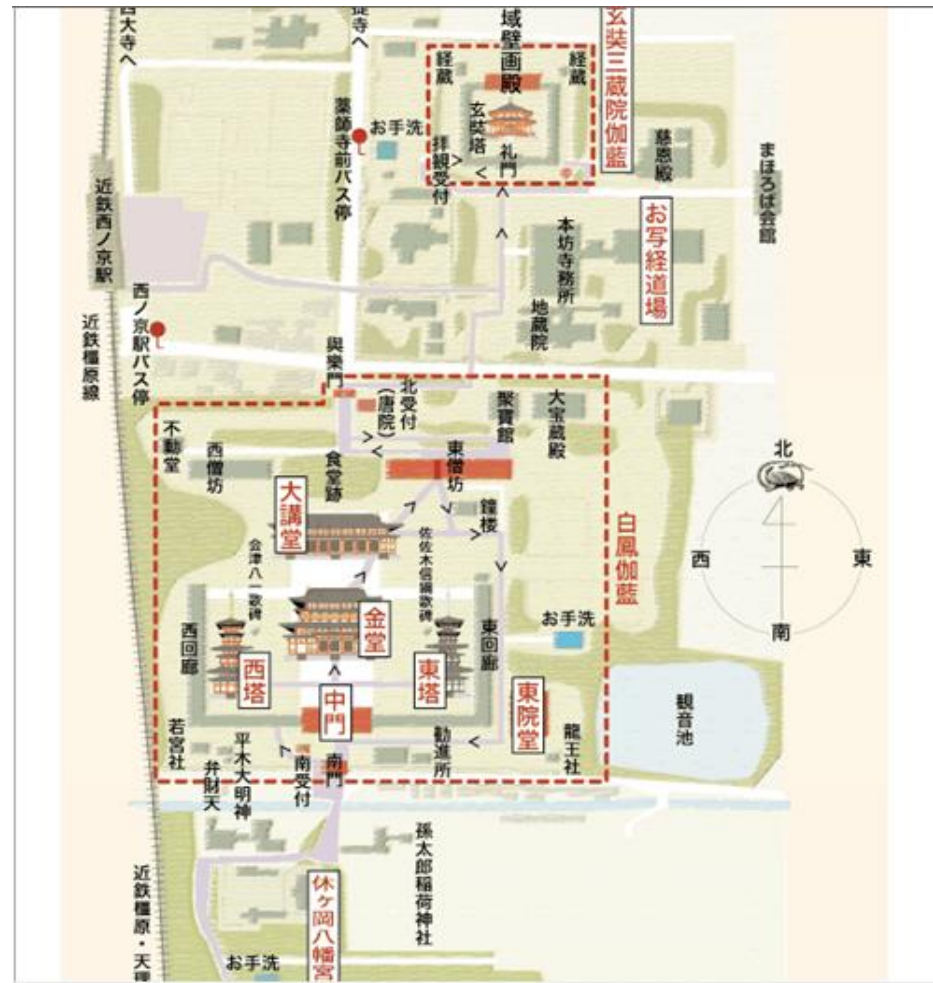 西大寺へ
提寺へ
域壁画殿
玄奘三蔵院伽藍
経蔵
経蔵
玄奘塔
礼門
拝観受付
お手洗
薬師寺前バス停
慈恩殿
まほろば会館
お写経道場
近鉄西ノ京駅
本坊寺務所
地蔵院
西ノ京駅バス停
近鉄橿原線
與樂門
北受付
(唐院)
聚寶館
大宝蔵殿
不動堂
西僧坊
食堂跡
東僧坊
大講堂
鐘楼
白鳳伽藍
北
西
東
南
会津八一歌碑
佐佐木信綱歌碑
金堂
西回廊
西塔
東塔
東回廊
お手洗
中門
東院堂
観音池
若宮社
弁財天
平木大明神
南受付
南門
勧進所
龍王社
孫太郎稲荷神社
休ヶ岡八幡宮
お手洗
近鉄橿原・天理